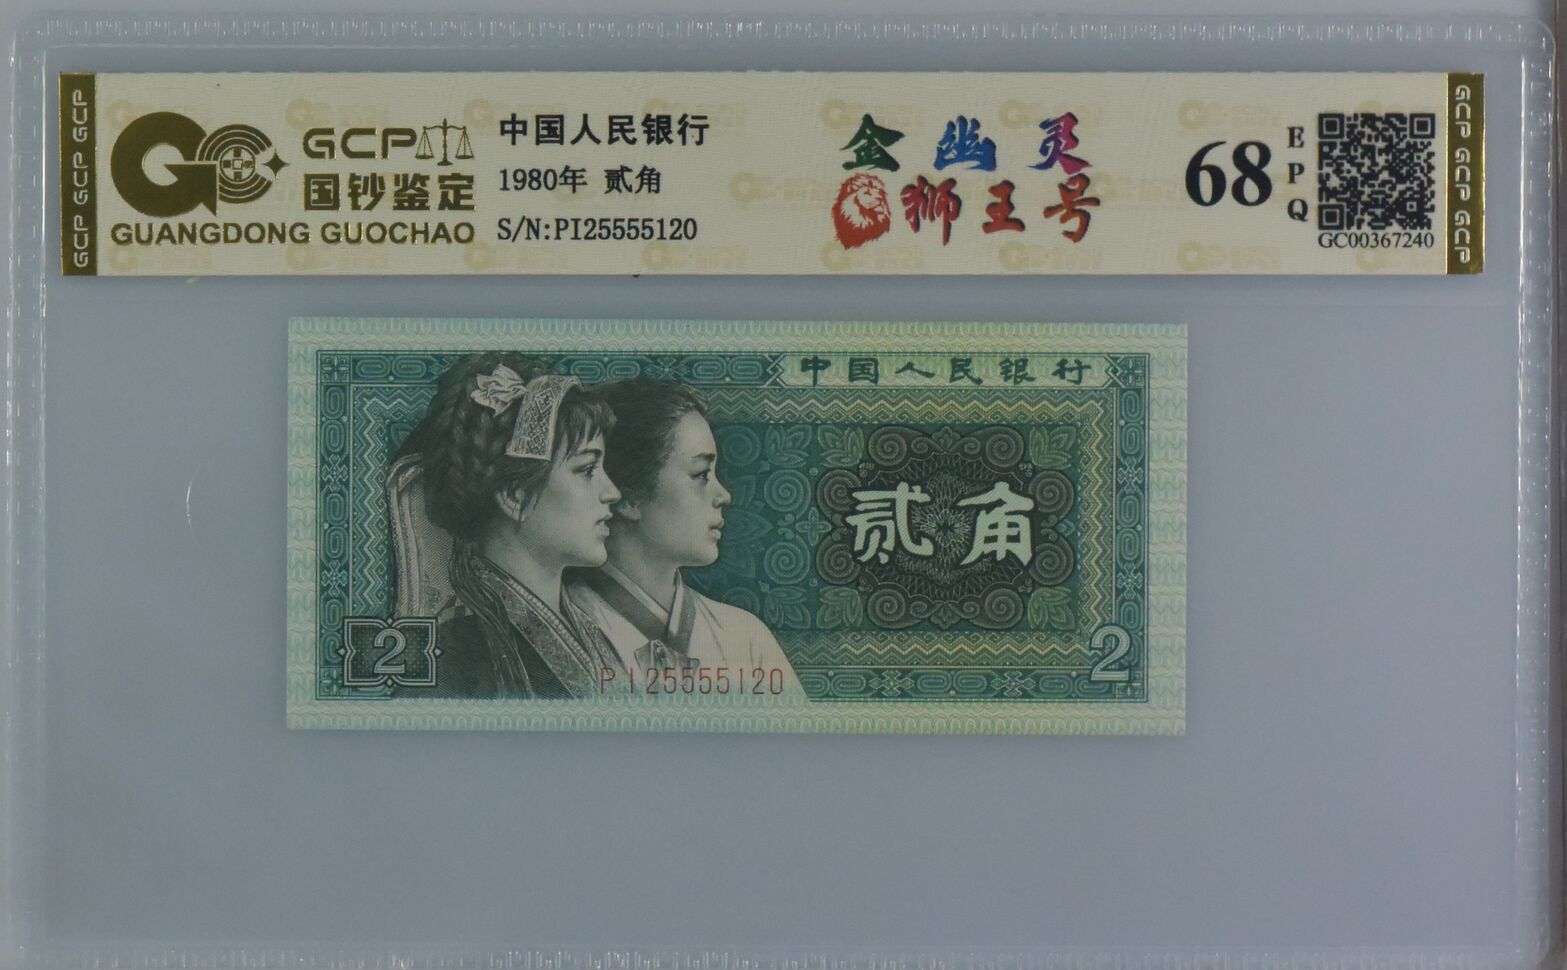 GCP GCP GCP
GCP
国钞鉴定
GUANGDONG GUOCHAO
中国人民银行
1980年 贰角
S/N:PI25555120
金幽灵
狮王号
68
EPQ
GC00367240
GCP GCP GCP
中国人民银行
贰角
2
2
PI25555120